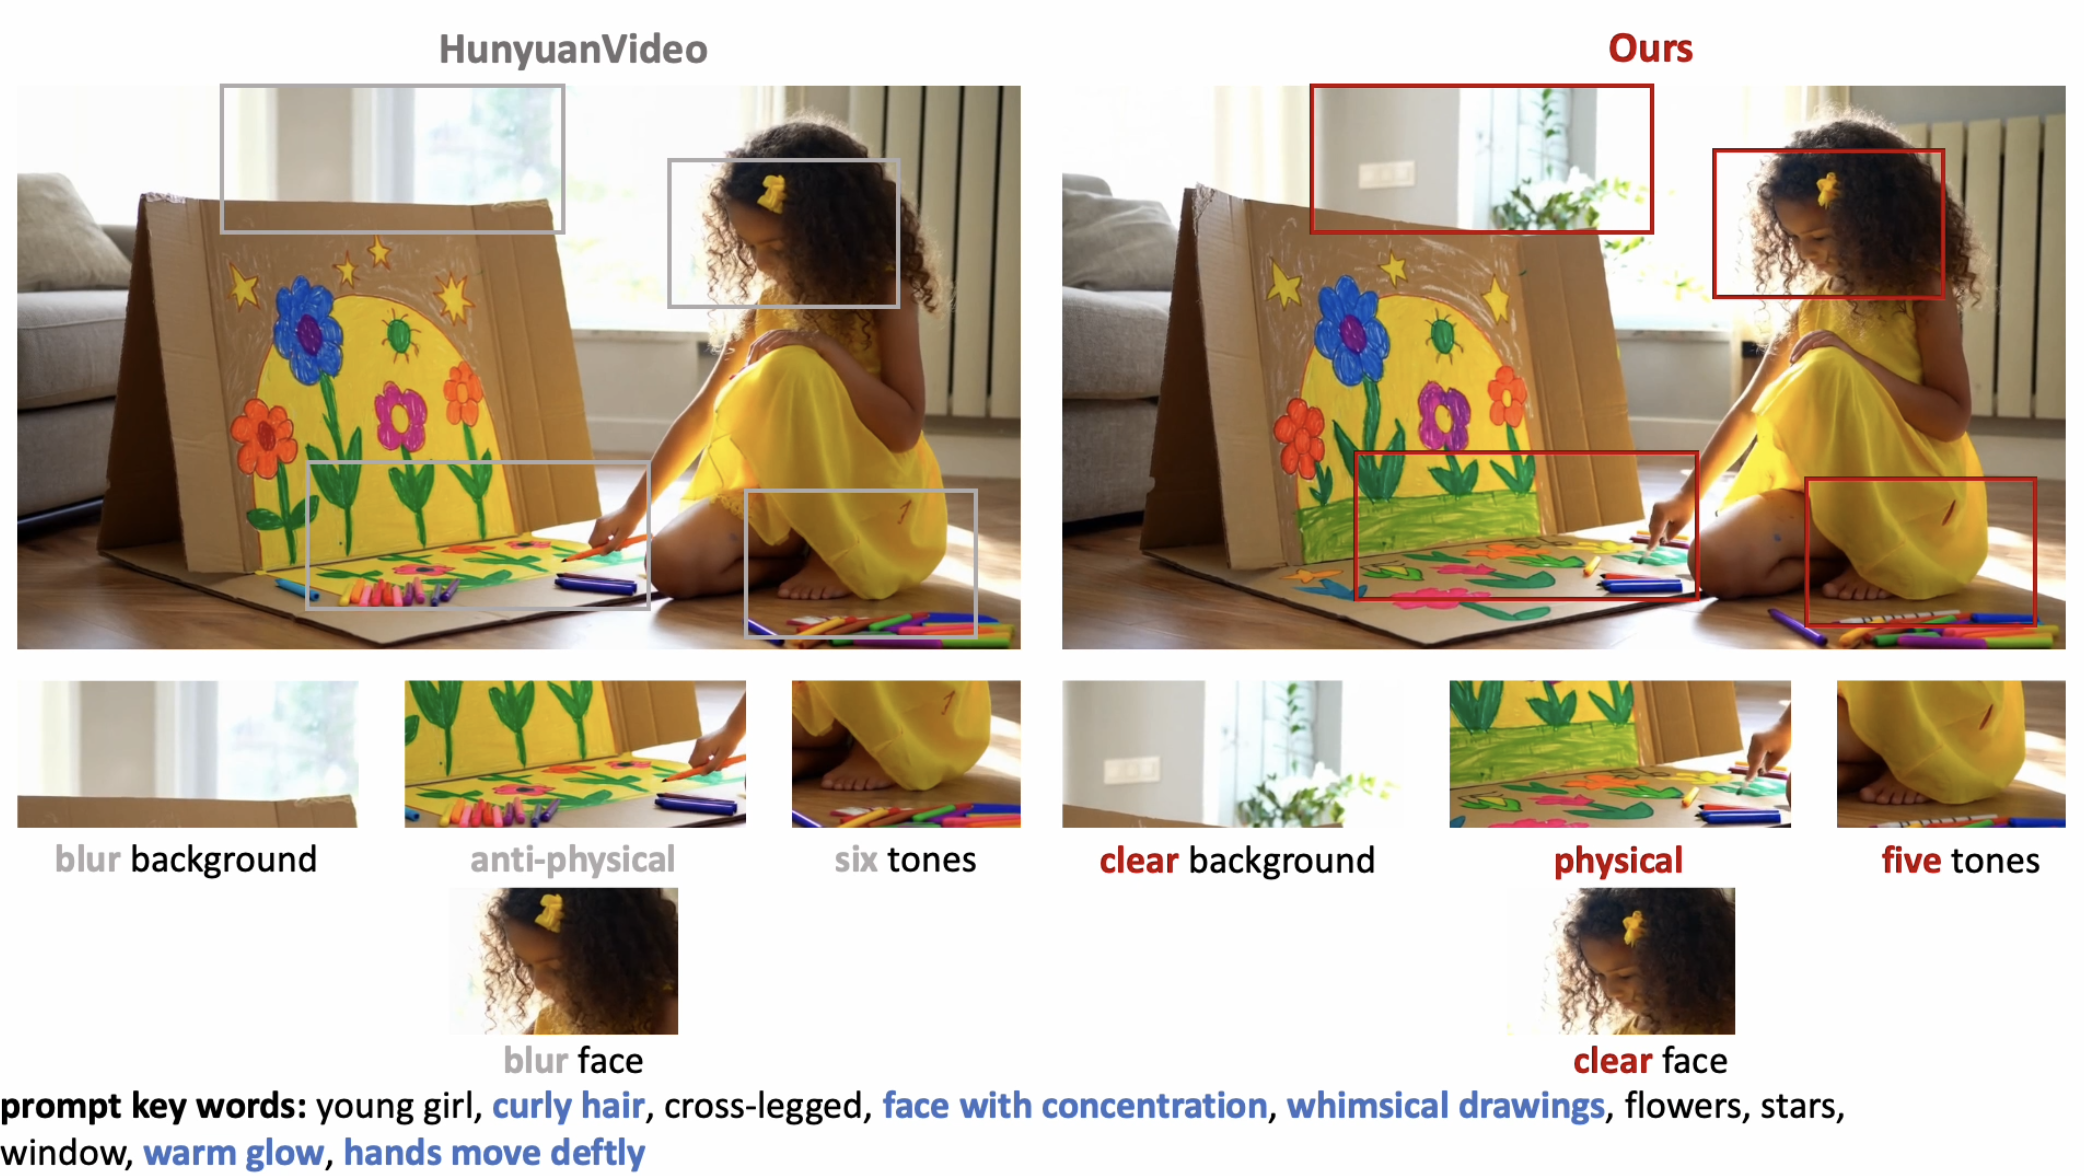 HunyuanVideo
Ours
blur background
anti-physical
six tones
clear background
physical
five tones
blur face
clear face
prompt key words: young girl, curly hair, cross-legged, face with concentration, whimsical drawings, flowers, stars,
window, warm glow, hands move deftly